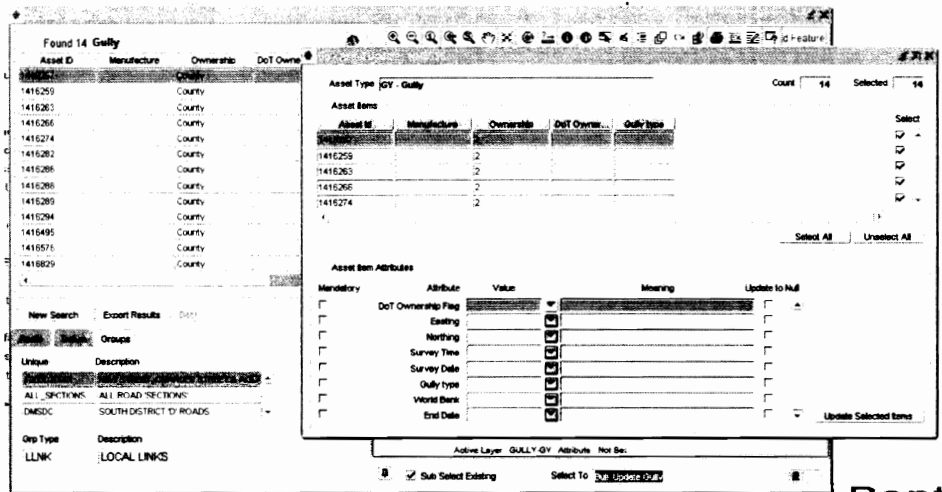 Found 14 Gully
Asset ID Manufacture Ownership DoT Owne
County
1416259 County
1416263 County
1416266 County
1416274 County
1416282 County
1416286 County
1416288 County
1416289 County
1416294 County
1416495 County
1416576 County
1416829 County
New Search Export Results
Groups
Unique Description
ALL_SECTIONS ALL ROAD 'SECTIONS'
DMSDC SOUTH DISTRICT 'D' ROADS
Grp Type Description
LLNK LOCAL LINKS
id Feature
Asset Type GY - Gully Count 14 Selected 14
Asset Items
Asset Id Manufacture Ownership DoT Owner... Gully type Select
1416259 2
1416263 2
1416266 2
1416274 2
Select All Unselect All
Asset Item Attributes
Mandatory Attribute Value Meaning Update to Null
DoT Ownership Flag
Easting
Northing
Survey Time
Survey Date
Gully type
World Bank
End Date
Update Selected Items
Active Layer GULLY-GY Attribute Not Set
Sub Select Existing Select To Bulk Update Gully